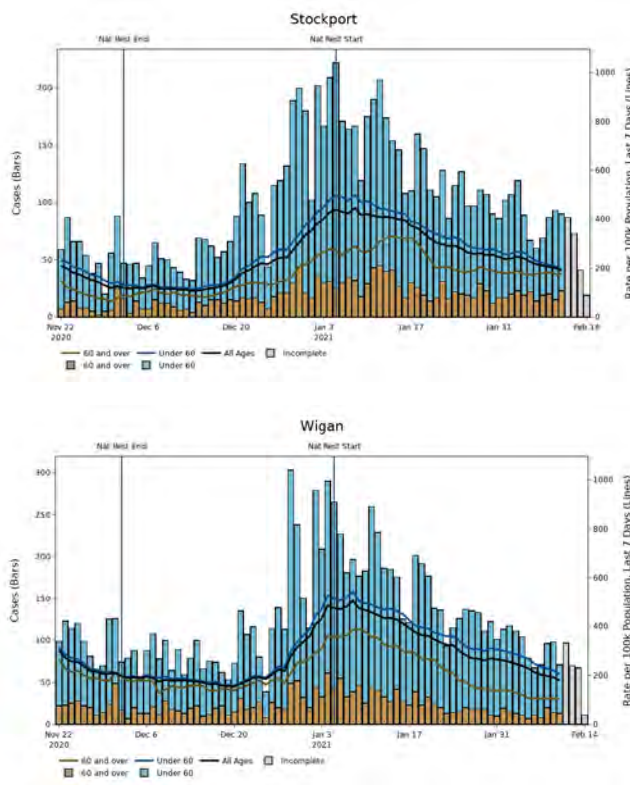 Stockport
Nat Rest End Nat Rest Start
200 1000
150 800
100 600
50 400
0 200
0
Cases (Bars)
Rate per 100k Population, Last 7 Days (Lines)
Nov 22 Dec 6 Dec 20 Jan 3 Jan 17 Jan 31 Feb 14
2020 2021
60 and over Under 60 All Ages Incomplete
60 and over Under 60
Wigan
Nat Rest End Nat Rest Start
300 1000
250 800
200 600
150 400
100 200
50 0
0
Cases (Bars)
Rate per 100k Population, Last 7 Days (Lines)
Nov 22 Dec 6 Dec 20 Jan 3 Jan 17 Jan 31 Feb 14
2020 2021
60 and over Under 60 All Ages Incomplete
60 and over Under 60